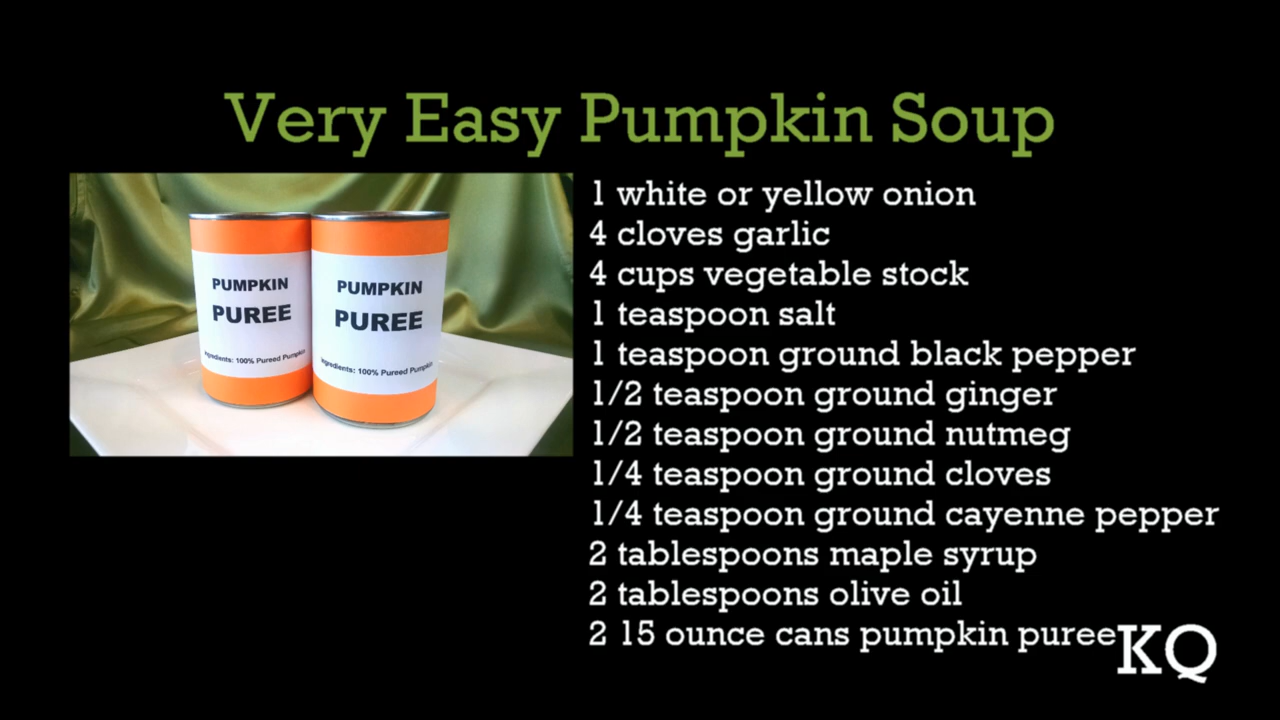 Very Easy Pumpkin Soup
PUMPKIN
PUREE
Ingredients: 100% Pureed Pumpkin
PUMPKIN
PUREE
Ingredients: 100% Pureed Pumpkin
1 white or yellow onion
4 cloves garlic
4 cups vegetable stock
1 teaspoon salt
1 teaspoon ground black pepper
1/2 teaspoon ground ginger
1/2 teaspoon ground nutmeg
1/4 teaspoon ground cloves
1/4 teaspoon ground cayenne pepper
2 tablespoons maple syrup
2 tablespoons olive oil
2 15 ounce cans pumpkin puree
KQ